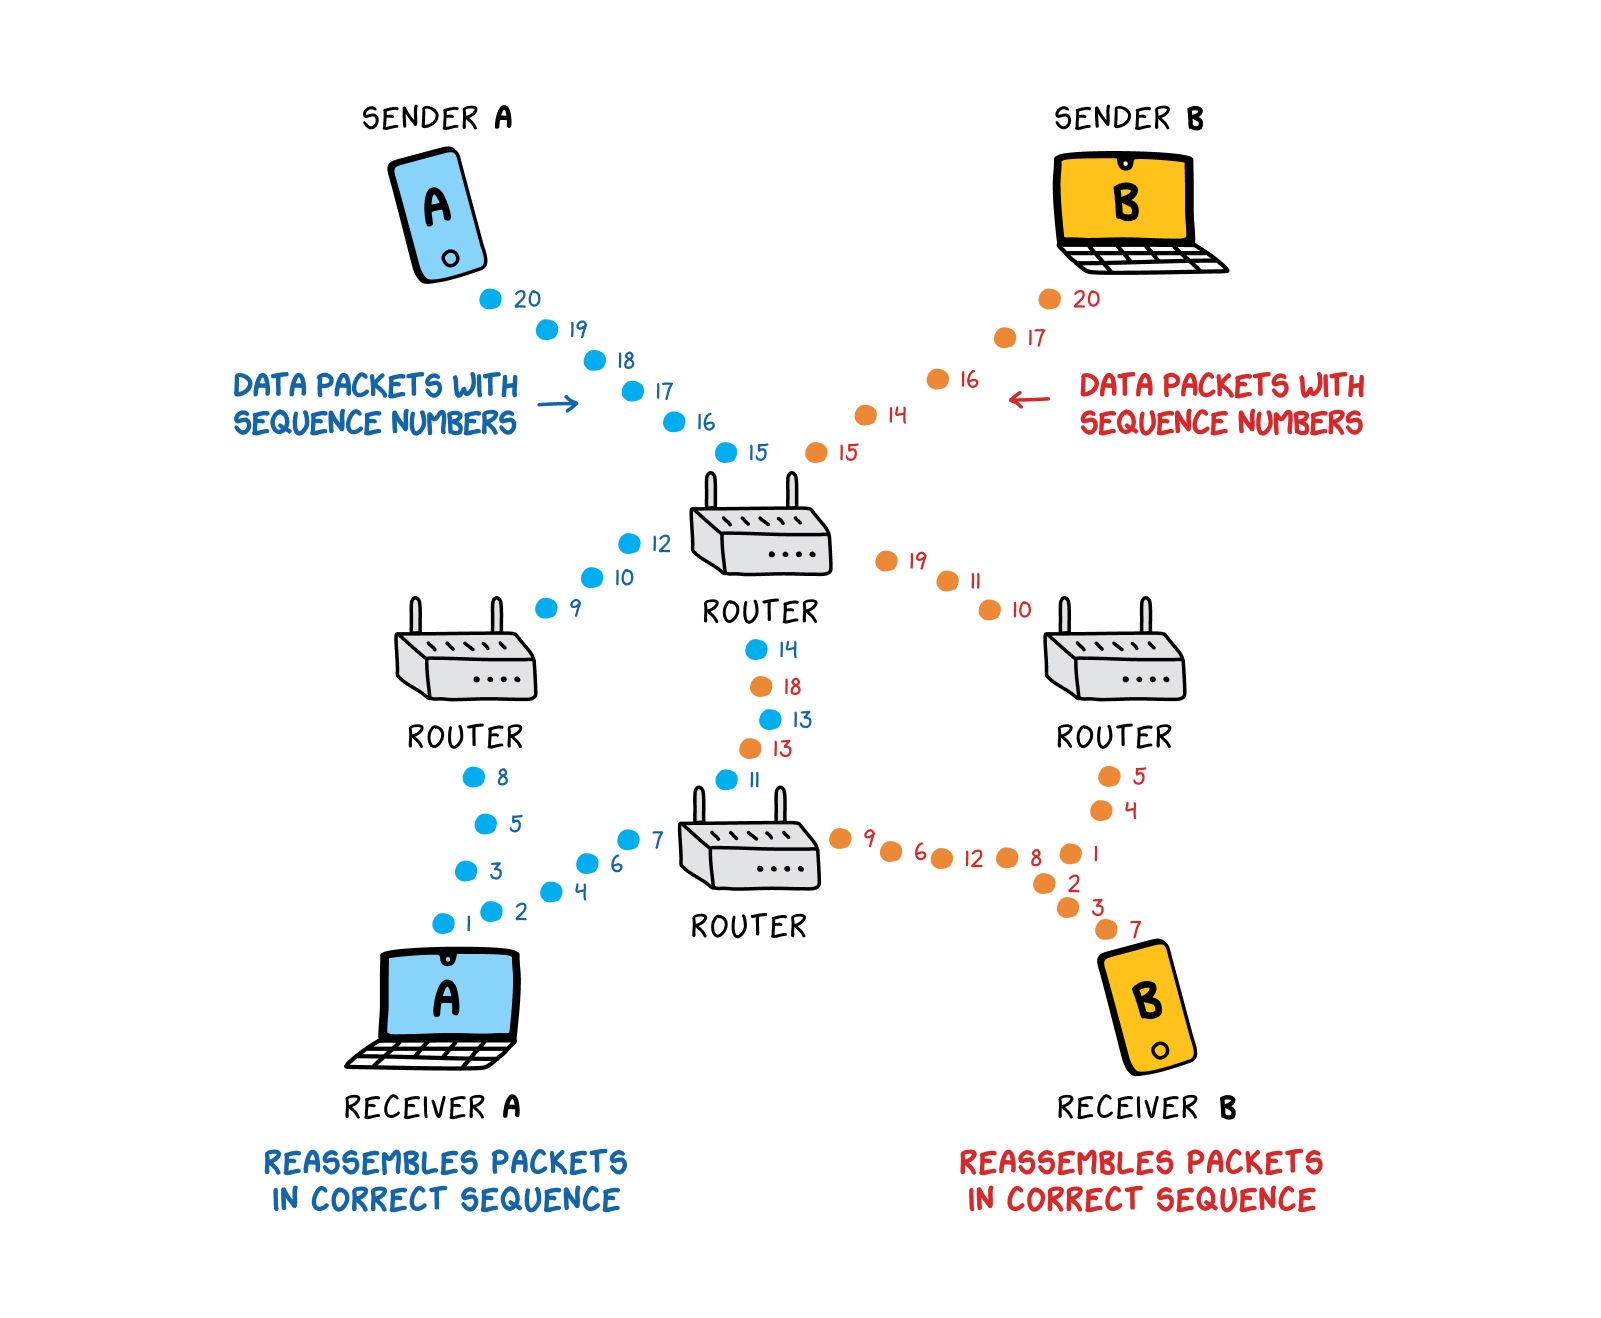 SENDER A
SENDER B
A
B
20
19
18
17
16
15
20
17
16
14
15
DATA PACKETS WITH
SEQUENCE NUMBERS
DATA PACKETS WITH
SEQUENCE NUMBERS
12
10
9
19
11
10
ROUTER
14
18
13
13
11
ROUTER
ROUTER
8
5
3
1
2
4
6
7
5
4
1
9
6
12
8
2
3
7
ROUTER
A
B
RECEIVER A
RECEIVER B
REASSEMBLES PACKETS
IN CORRECT SEQUENCE
REASSEMBLES PACKETS
IN CORRECT SEQUENCE